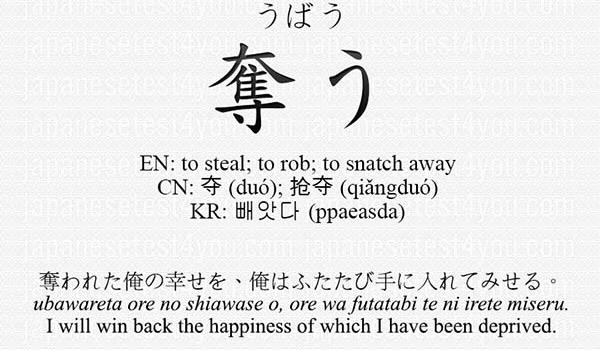 うばう
奪う
EN: to steal; to rob; to snatch away
CN: 夺 (duó); 抢夺 (qiǎngduó)
KR: 빼앗다 (ppaeasda)
奪われた俺の幸せを、俺はふたたび手に入れてみせる。
ubawareta ore no shiawase o, ore wa futatabi te ni irete miseru.
I will win back the happiness of which I have been deprived.
japanesetest4you.com